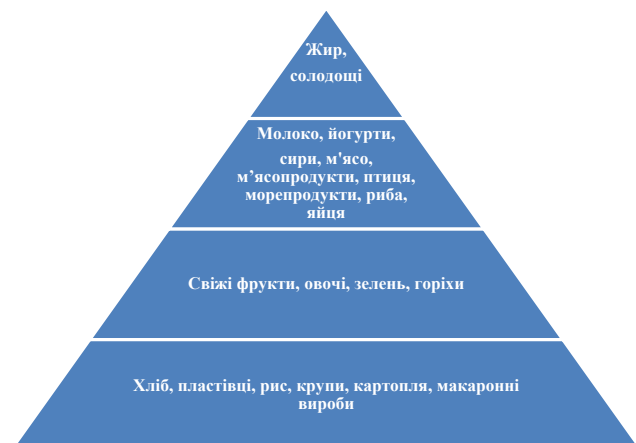 Жир,
солодощі
Молоко, йогурти,
сири, м'ясо,
м’ясопродукти, птиця,
морепродукти, риба,
яйця
Свіжі фрукти, овочі, зелень, горіхи
Хліб, пластівці, рис, крупи, картопля, макаронні
вироби